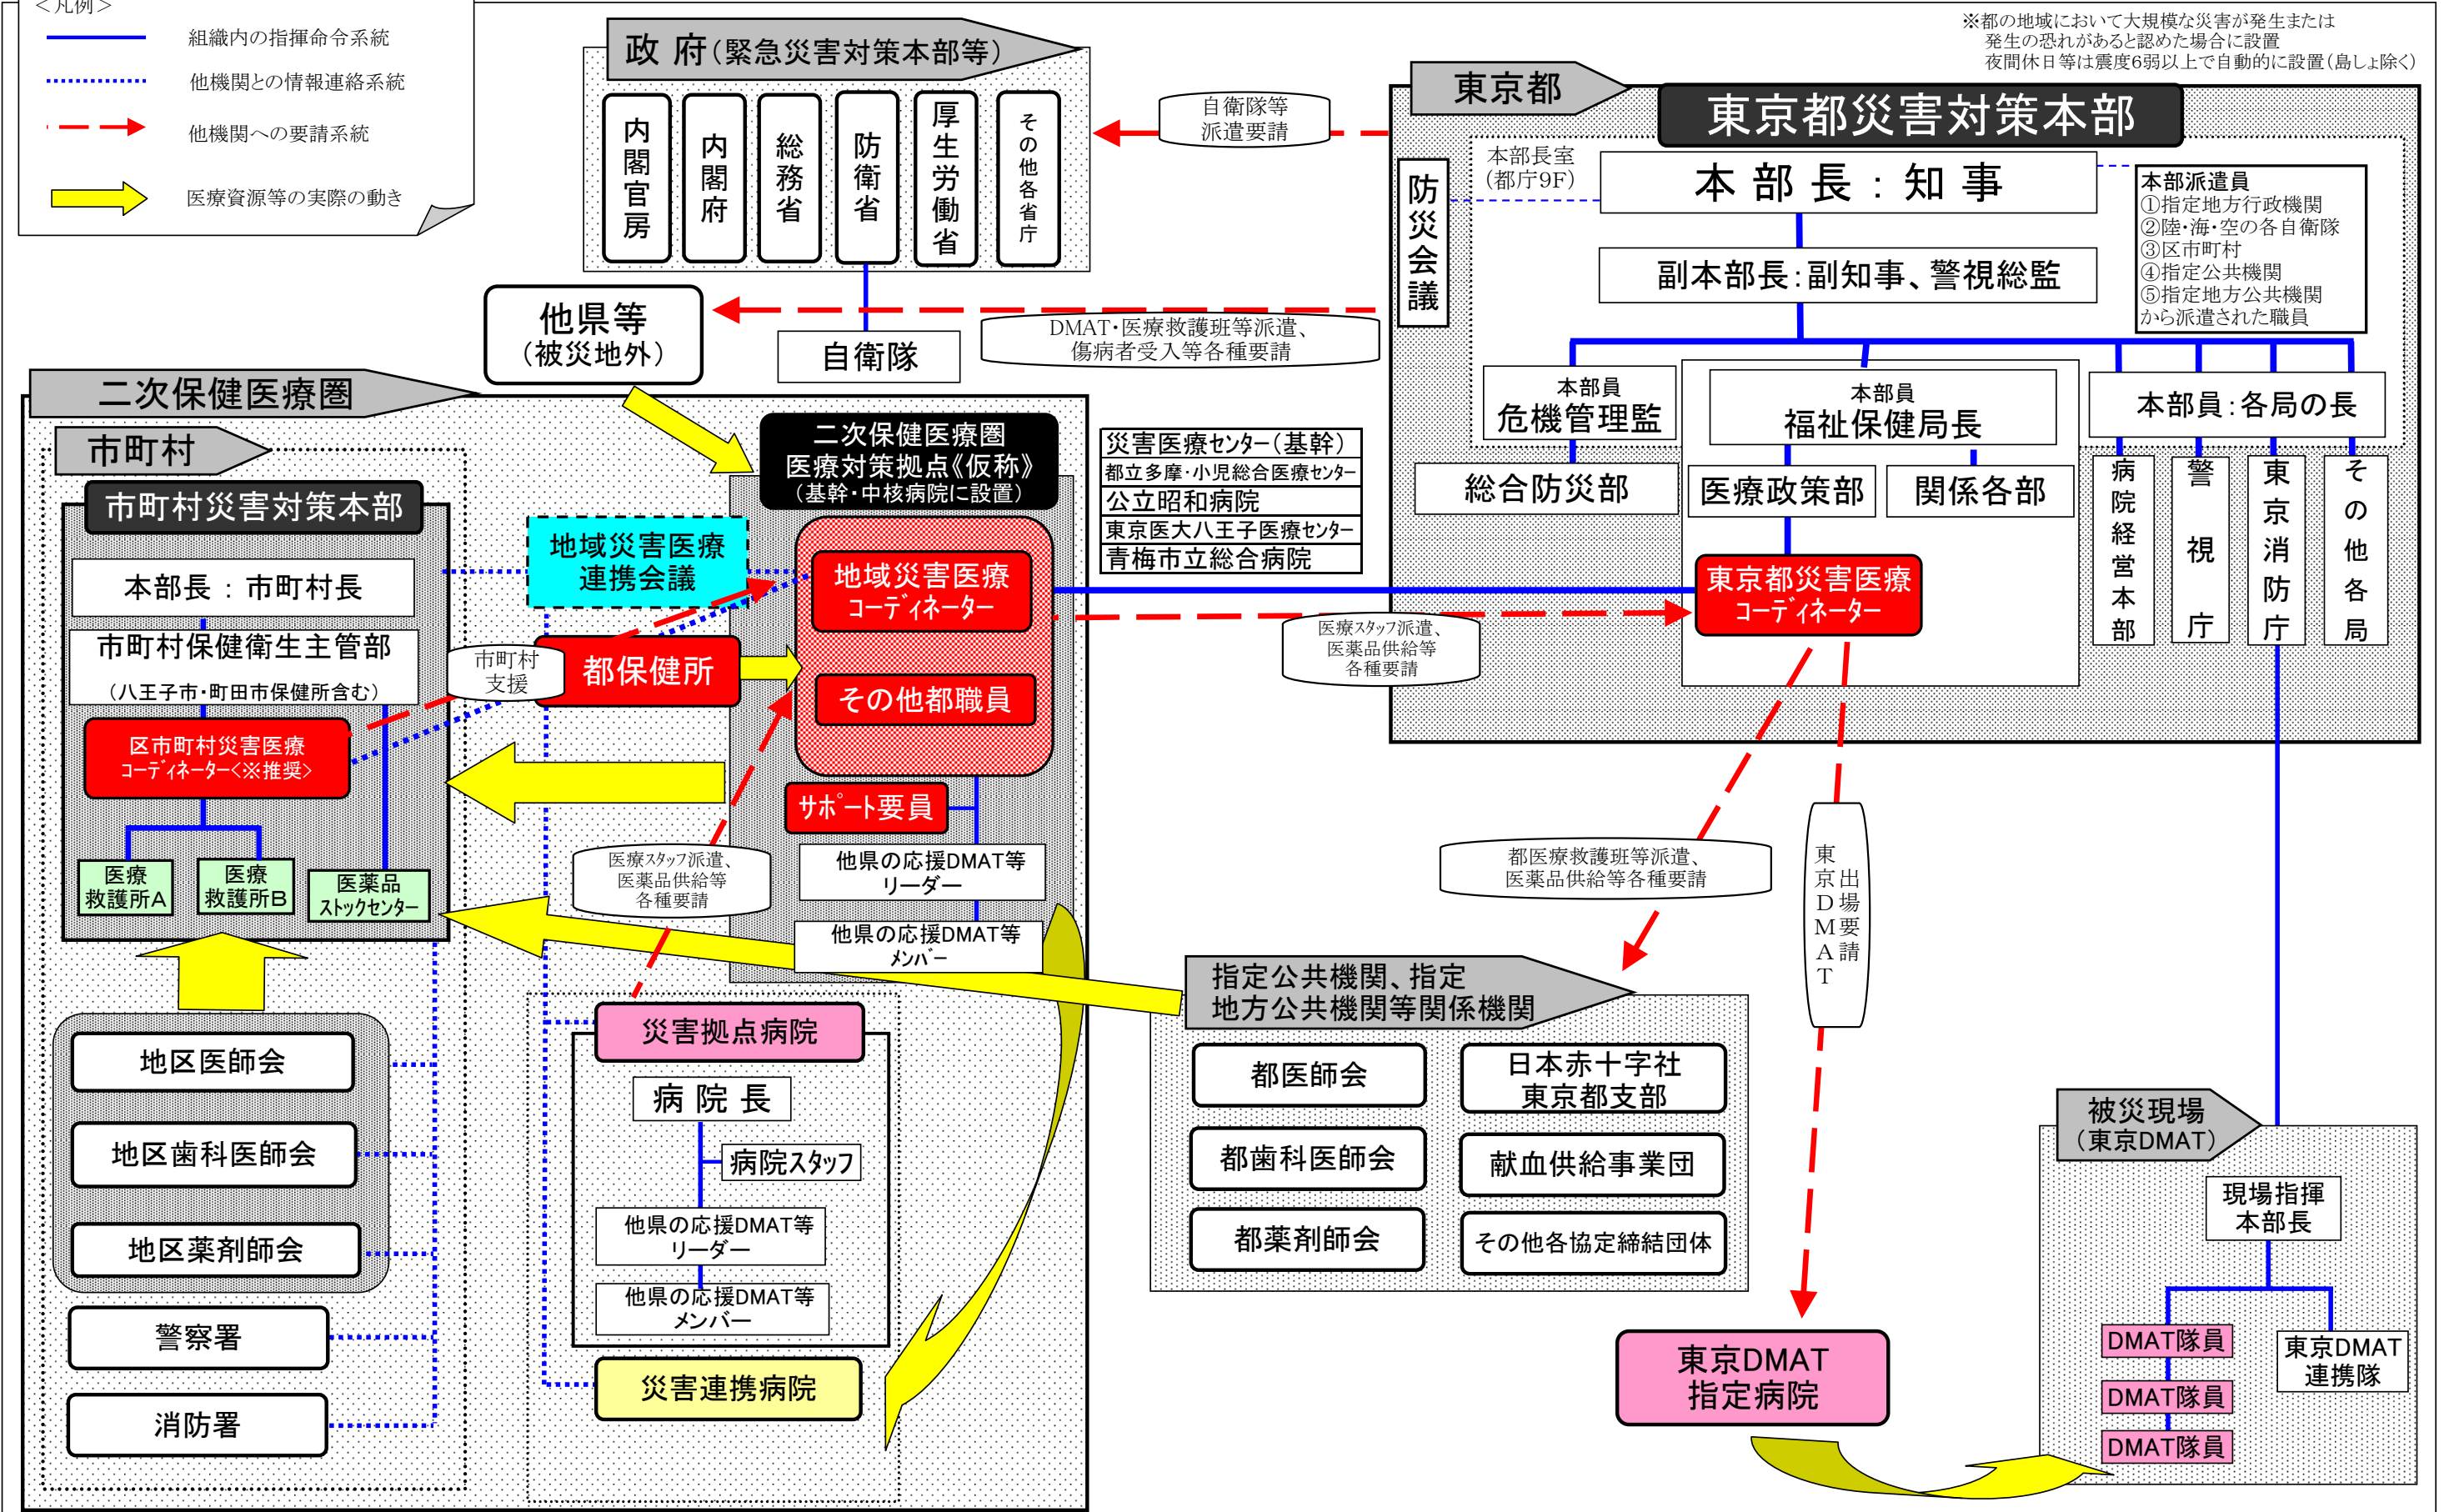 ＜凡例＞
組織内の指揮命令系統
他機関との情報連絡系統
他機関への要請系統
医療資源等の実際の動き
政 府（緊急災害対策本部等）
内閣官房
内閣府
総務省
防衛省
厚生労働省
その他各省庁
自衛隊
他県等
（被災地外）
自衛隊等
派遣要請
DMAT・医療救護班等派遣、
傷病者受入等各種要請
※都の地域において大規模な災害が発生または
発生の恐れがあると認めた場合に設置
夜間休日等は震度6弱以上で自動的に設置（島しょ除く）
東京都
東京都災害対策本部
防災会議
本部長室
（都庁9F）
本 部 長 ： 知 事
本部派遣員
①指定地方行政機関
②陸・海・空の各自衛隊
③区市町村
④指定公共機関
⑤指定地方公共機関
から派遣された職員
副本部長：副知事、警視総監
本部員
危機管理監
本部員
福祉保健局長
本部員：各局の長
総合防災部
医療政策部
関係各部
病院経営本部
警視庁
東京消防庁
その他各局
東京都災害医療
コーディネーター
二次保健医療圏
市町村
市町村災害対策本部
本部長 ： 市町村長
市町村保健衛生主管部
（八王子市・町田市保健所含む）
区市町村災害医療
コーディネーター<※推奨>
医療
救護所A
医療
救護所B
医薬品
ストックセンター
地区医師会
地区歯科医師会
地区薬剤師会
警察署
消防署
地域災害医療
連携会議
市町村
支援
都保健所
二次保健医療圏
医療対策拠点《仮称》
（基幹・中核病院に設置）
地域災害医療
コーディネーター
その他都職員
サポート要員
他県の応援DMAT等
リーダー
他県の応援DMAT等
メンバー
災害医療センター（基幹）
都立多摩・小児総合医療センター
公立昭和病院
東京医大八王子医療センター
青梅市立総合病院
医療スタッフ派遣、
医薬品供給等
各種要請
医療スタッフ派遣、
医薬品供給等
各種要請
災害拠点病院
病 院 長
病院スタッフ
他県の応援DMAT等
リーダー
他県の応援DMAT等
メンバー
災害連携病院
都医療救護班等派遣、
医薬品供給等各種要請
東京DMAT
出場要請
指定公共機関、指定
地方公共機関等関係機関
都医師会
日本赤十字社
東京都支部
都歯科医師会
献血供給事業団
都薬剤師会
その他各協定締結団体
東京DMAT
指定病院
被災現場
（東京DMAT）
現場指揮
本部長
DMAT隊員
DMAT隊員
DMAT隊員
東京DMAT
連携隊